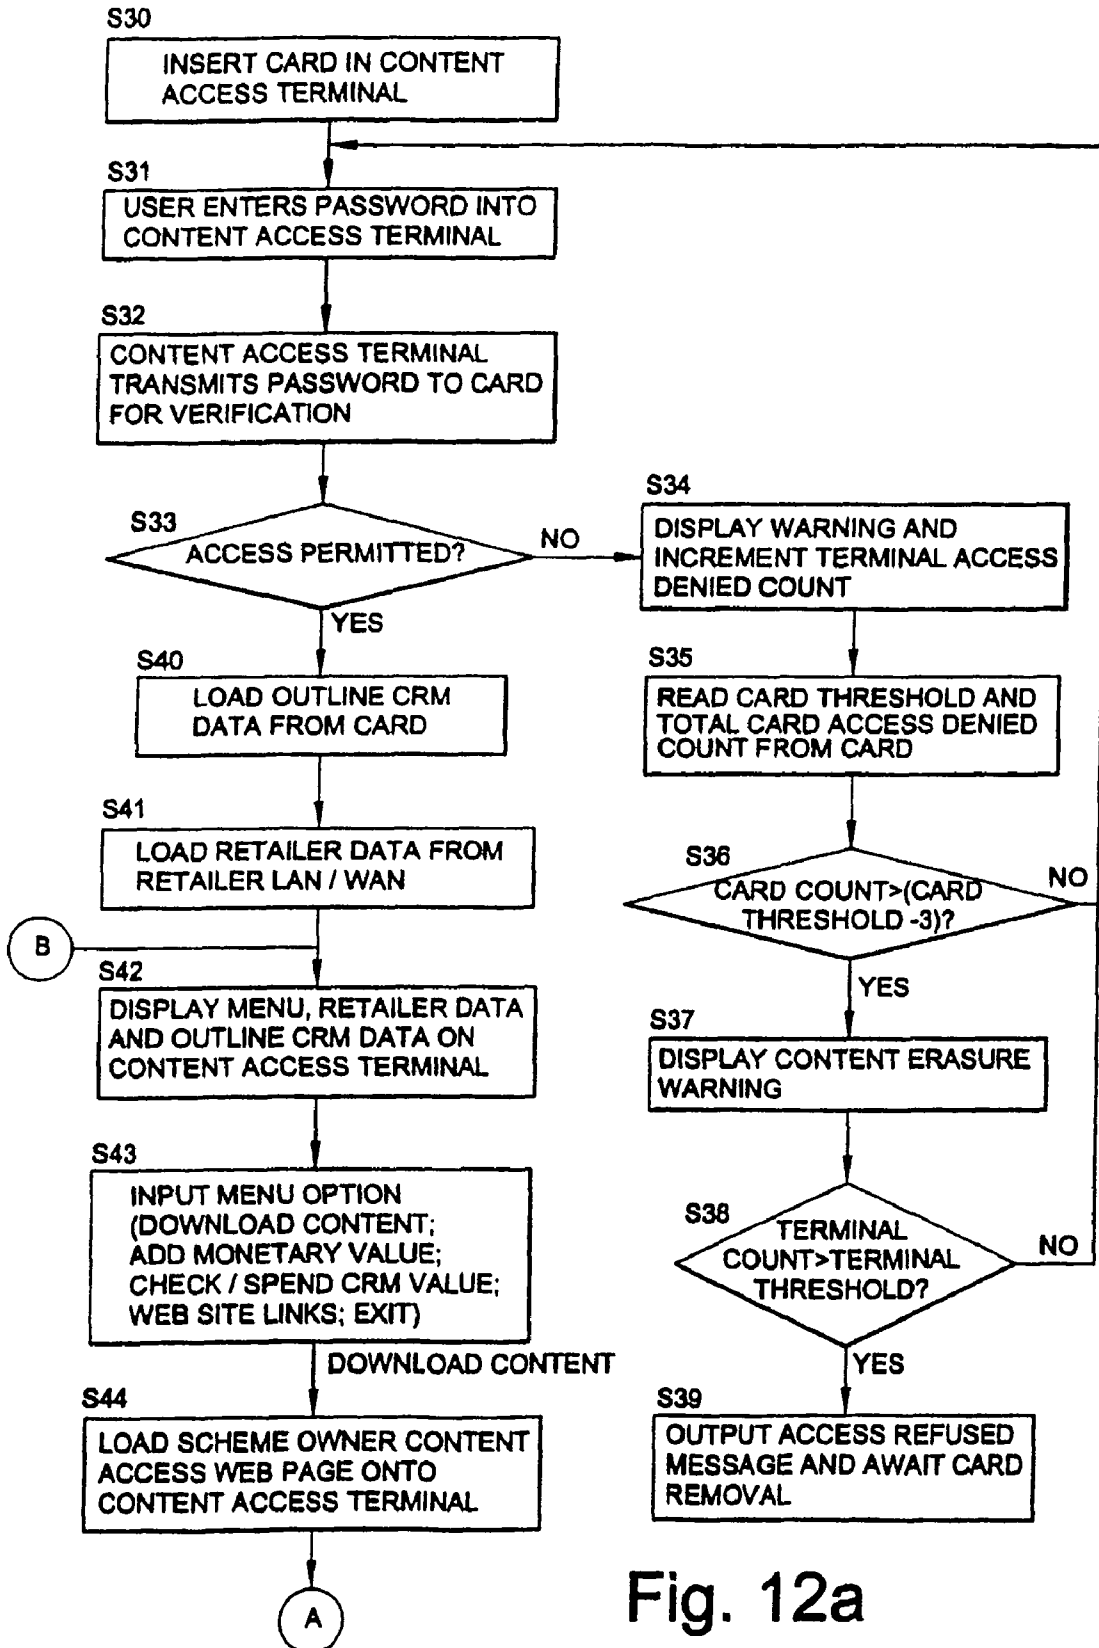 S30
INSERT CARD IN CONTENT
ACCESS TERMINAL
S31
USER ENTERS PASSWORD INTO
CONTENT ACCESS TERMINAL
S32
CONTENT ACCESS TERMINAL
TRANSMITS PASSWORD TO CARD
FOR VERIFICATION
S33
ACCESS PERMITTED?
NO
YES
S34
DISPLAY WARNING AND
INCREMENT TERMINAL ACCESS
DENIED COUNT
S35
READ CARD THRESHOLD AND
TOTAL CARD ACCESS DENIED
COUNT FROM CARD
S36
CARD COUNT>(CARD
THRESHOLD -3)?
NO
YES
S37
DISPLAY CONTENT ERASURE
WARNING
S38
TERMINAL
COUNT>TERMINAL
THRESHOLD?
NO
YES
S39
OUTPUT ACCESS REFUSED
MESSAGE AND AWAIT CARD
REMOVAL
S40
LOAD OUTLINE CRM
DATA FROM CARD
S41
LOAD RETAILER DATA FROM
RETAILER LAN / WAN
B
S42
DISPLAY MENU, RETAILER DATA
AND OUTLINE CRM DATA ON
CONTENT ACCESS TERMINAL
S43
INPUT MENU OPTION
(DOWNLOAD CONTENT;
ADD MONETARY VALUE;
CHECK / SPEND CRM VALUE;
WEB SITE LINKS; EXIT)
DOWNLOAD CONTENT
S44
LOAD SCHEME OWNER CONTENT
ACCESS WEB PAGE ONTO
CONTENT ACCESS TERMINAL
A
Fig. 12a